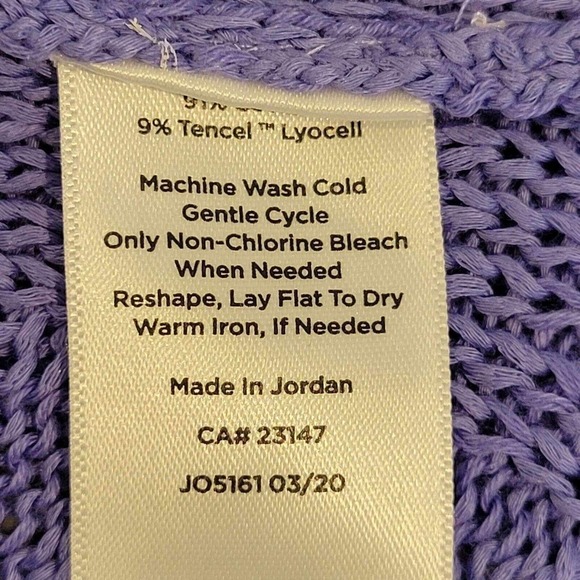 9% Tencel™ Lyocell
Machine Wash Cold
Gentle Cycle
Only Non-Chlorine Bleach
When Needed
Reshape, Lay Flat To Dry
Warm Iron, If Needed
Made In Jordan
CA# 23147
JO5161 03/20